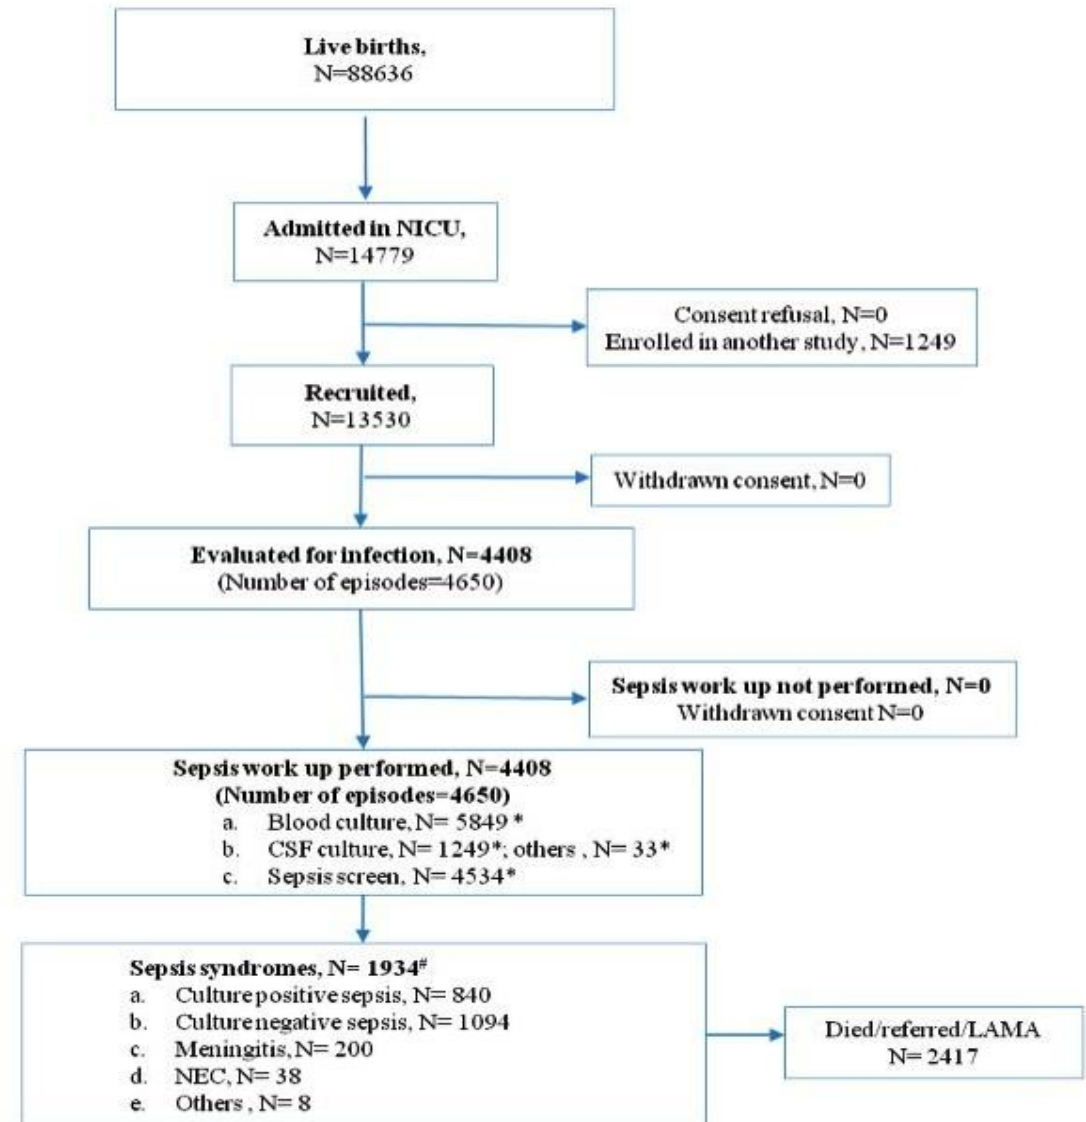 Live births,
N=88636
Admitted in NICU,
N=14779
Consent refusal, N=0
Enrolled in another study, N=1249
Recruited,
N=13530
Withdrawn consent, N=0
Evaluated for infection, N=4408
(Number of episodes=4650)
Sepsis work up not performed, N=0
Withdrawn consent N=0
Sepsis work up performed, N=4408
(Number of episodes=4650)
a. Blood culture, N= 5849 *
b. CSF culture, N= 1249*; others , N= 33*
c. Sepsis screen, N= 4534*
Sepsis syndromes, N= 1934#
a. Culture positive sepsis, N= 840
b. Culture negative sepsis, N= 1094
c. Meningitis, N= 200
d. NEC, N= 38
e. Others , N= 8
Died/referred/LAMA
N= 2417